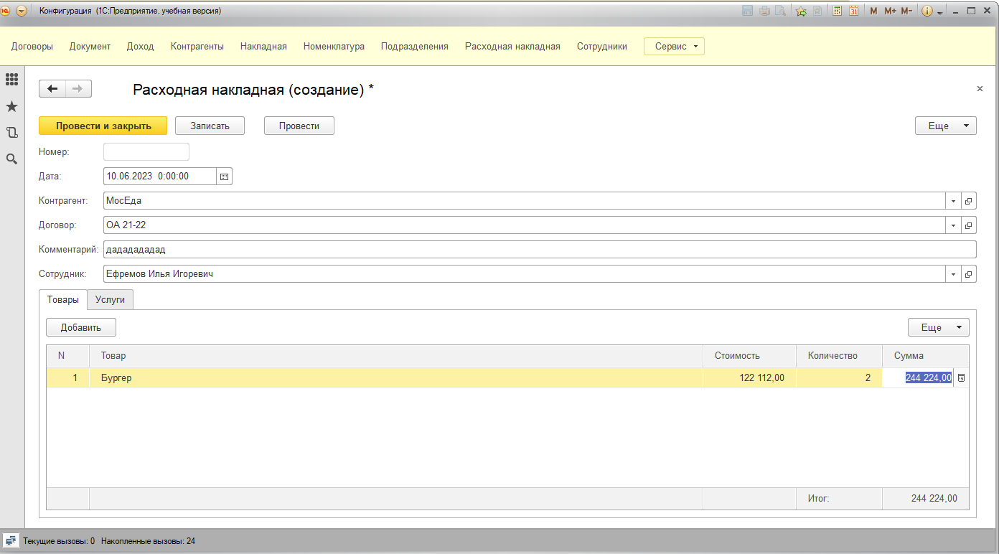 Конфигурация (1С:Предприятие, учебная версия) 31 M M+ M-
Договоры Документ Доход Контрагенты Накладная Номенклатура Подразделения Расходная накладная Сотрудники Сервис
Расходная накладная (создание) *
Провести и закрыть Записать Провести Еще
Номер:
Дата: 10.06.2023 0:00:00
Контрагент: МосЕда
Договор: ОА 21-22
Комментарий: дадададaдад
Сотрудник: Ефремов Илья Игоревич
Товары Услуги
Добавить Еще
N Товар Стоимость Количество Сумма
1 Бургер 122 112,00 2 244 224,00
Итог: 244 224,00
Текущие вызовы: 0 Накопленные вызовы: 24